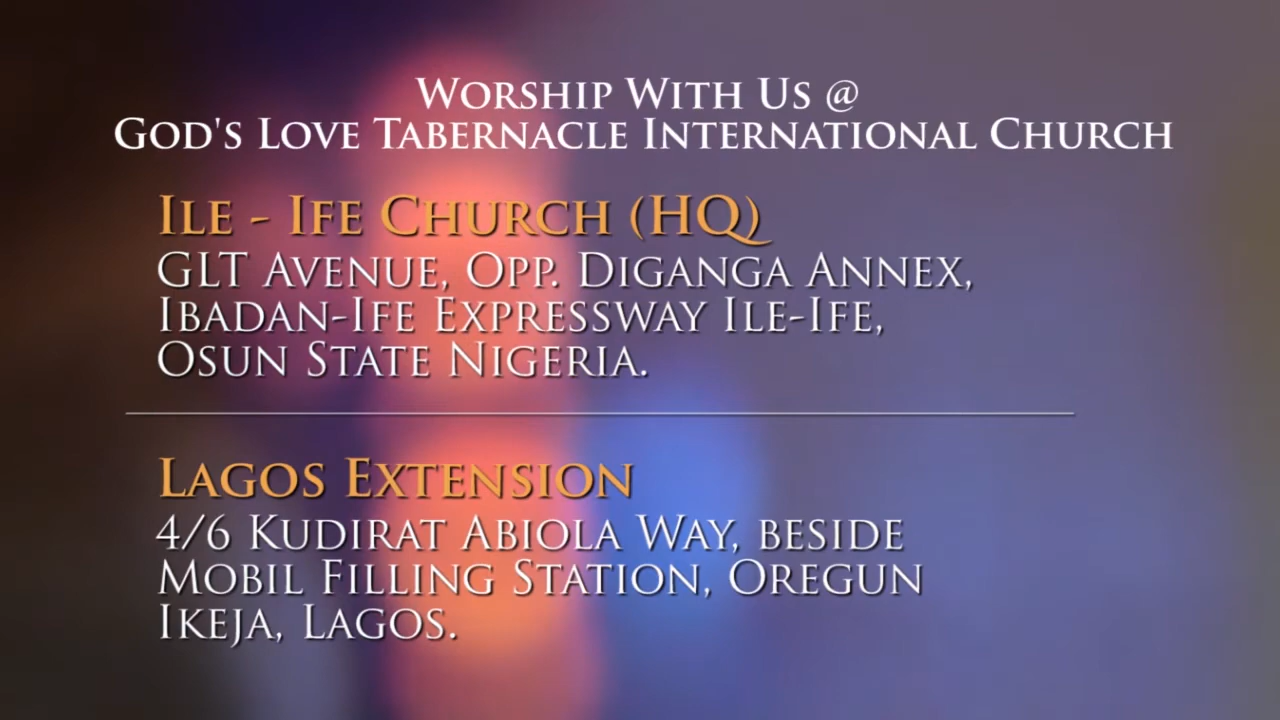 Worship With Us @
God's Love Tabernacle International Church
Ile - Ife Church (HQ)
GLT Avenue, Opp. Diganga Annex,
Ibadan-Ife Expressway Ile-Ife,
Osun State Nigeria.
Lagos Extension
4/6 Kudirat Abiola Way, beside
Mobil Filling Station, Oregun
Ikeja, Lagos.